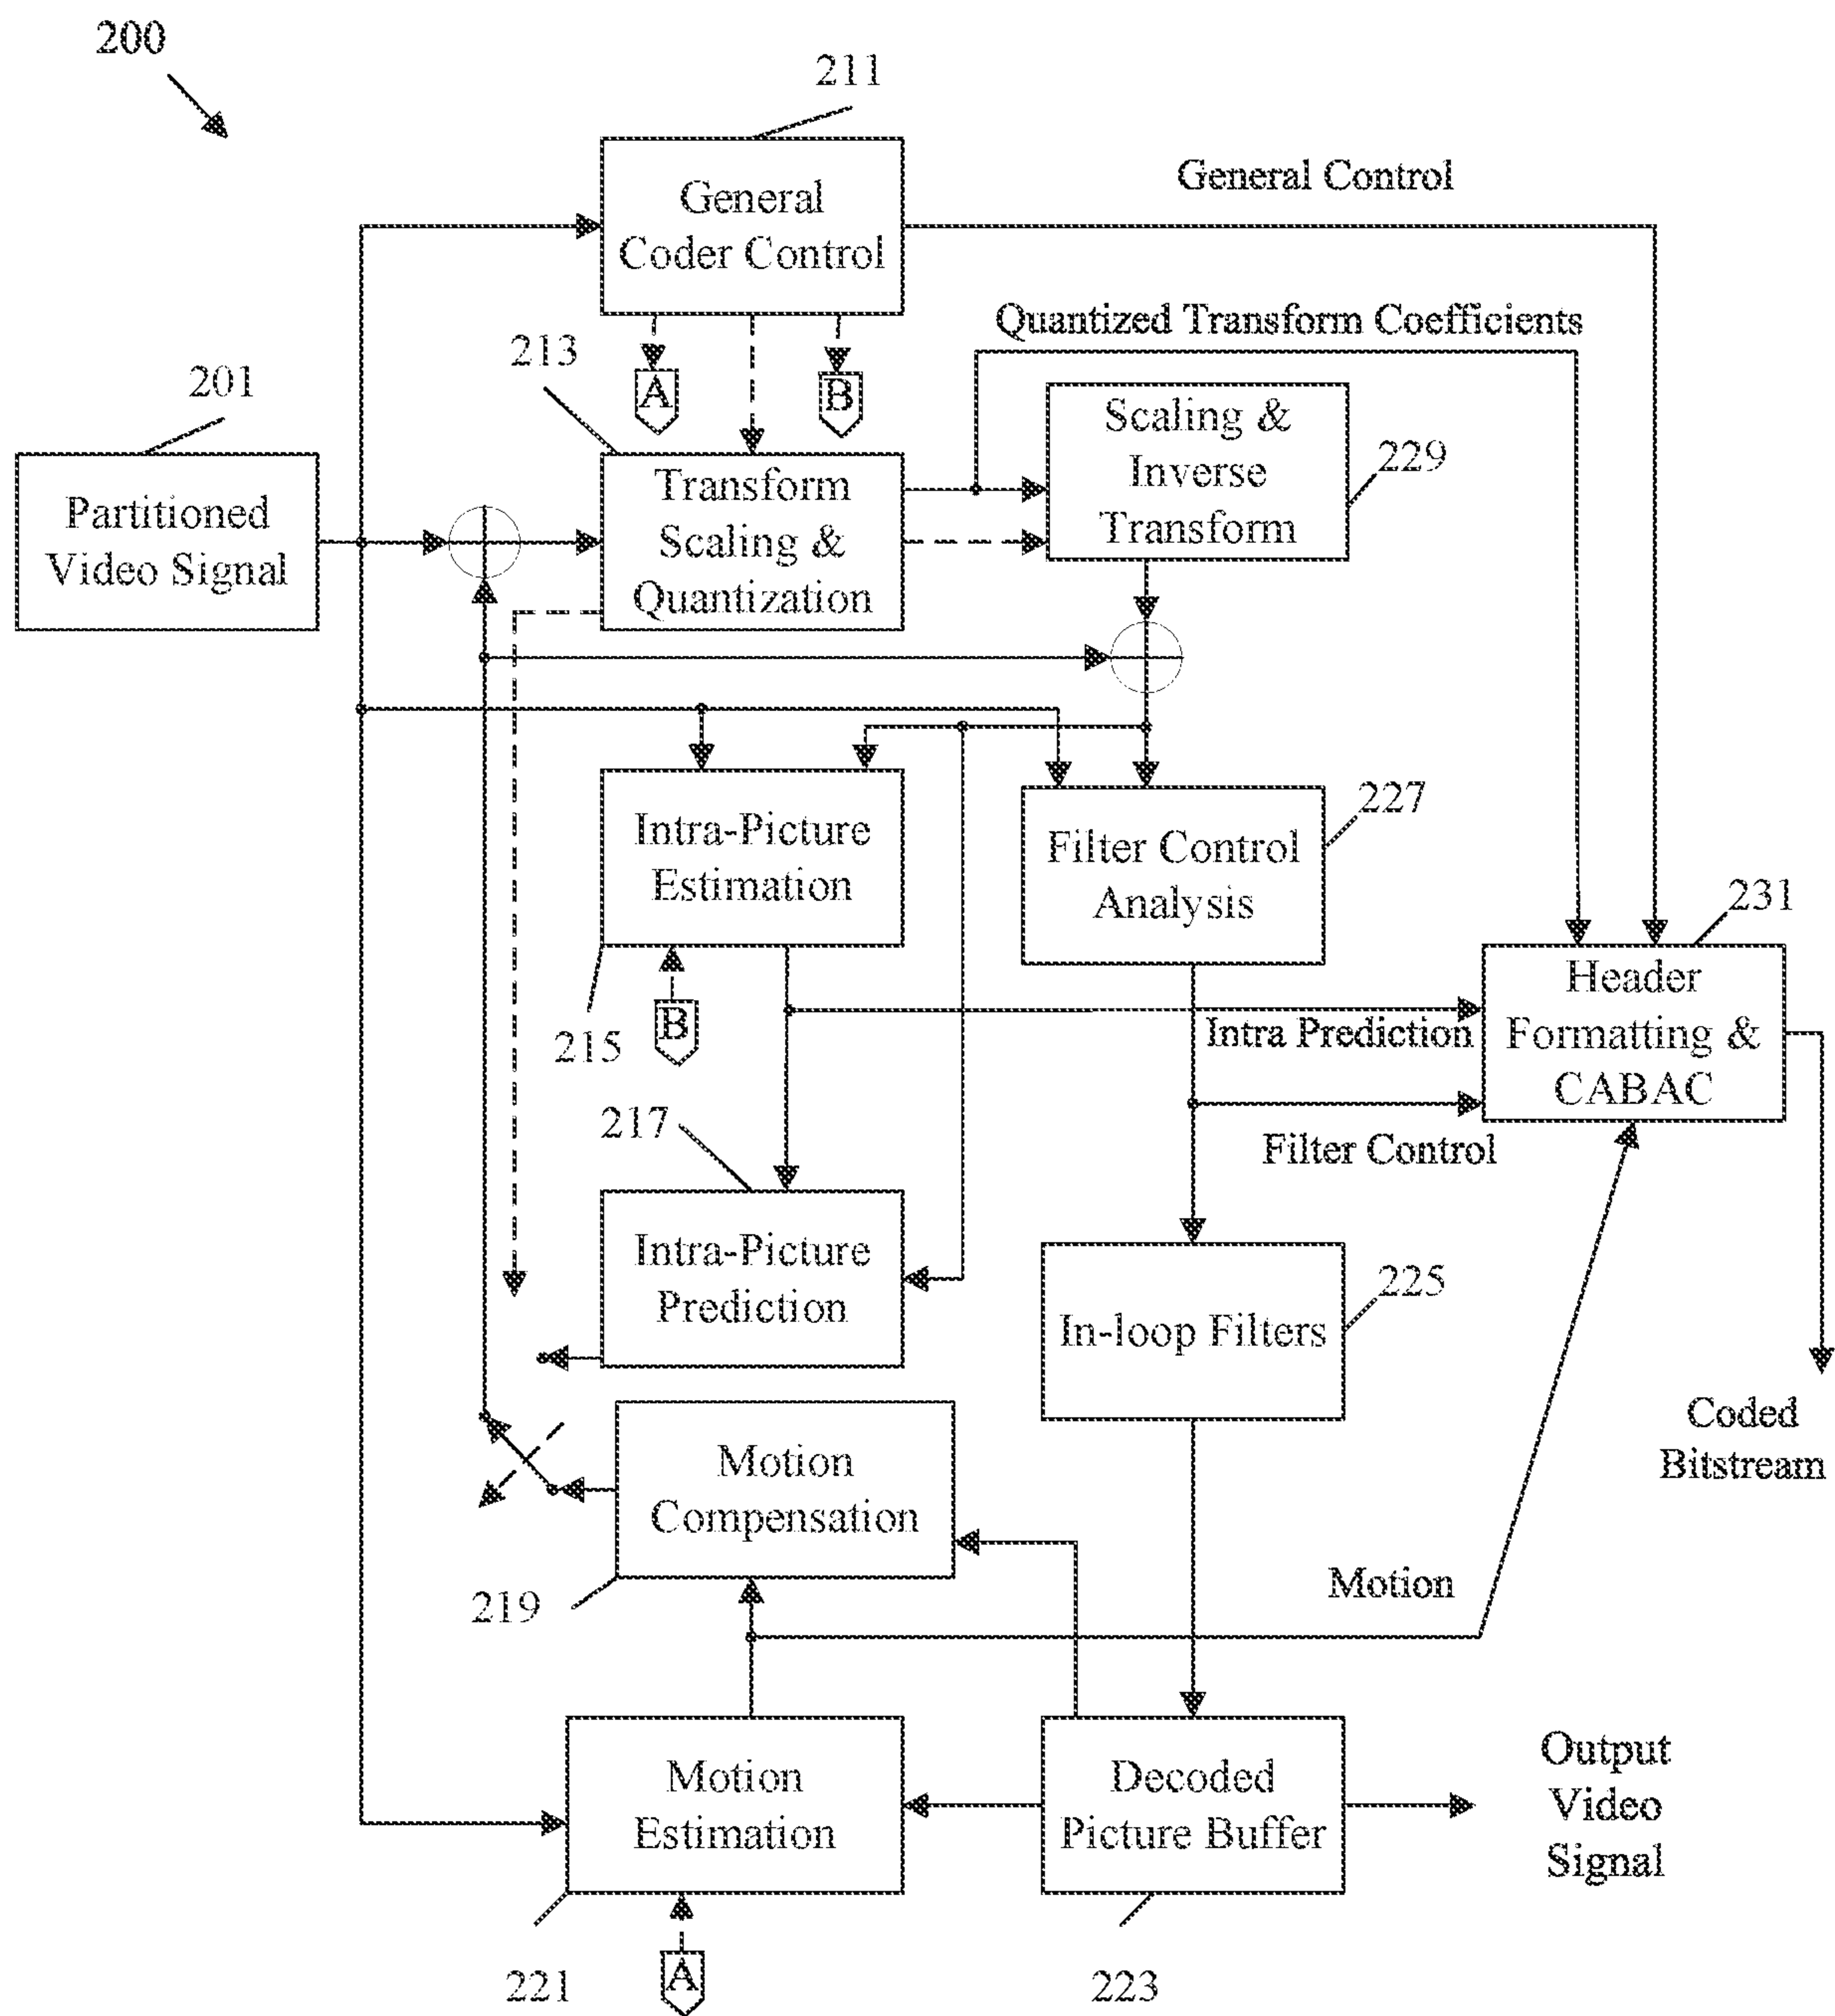 200
211
General
Coder Control
General Control
Quantized Transform Coefficients
213
A
B
201
Partitioned
Video Signal
Transform
Scaling &
Quantization
Scaling &
Inverse
Transform
229
Intra-Picture
Estimation
215
B
227
Filter Control
Analysis
231
Header
Formatting &
CABAC
Intra Prediction
Filter Control
217
Intra-Picture
Prediction
225
In-loop Filters
Coded
Bitstream
Motion
Compensation
219
Motion
Motion
Estimation
221
A
Decoded
Picture Buffer
223
Output
Video
Signal